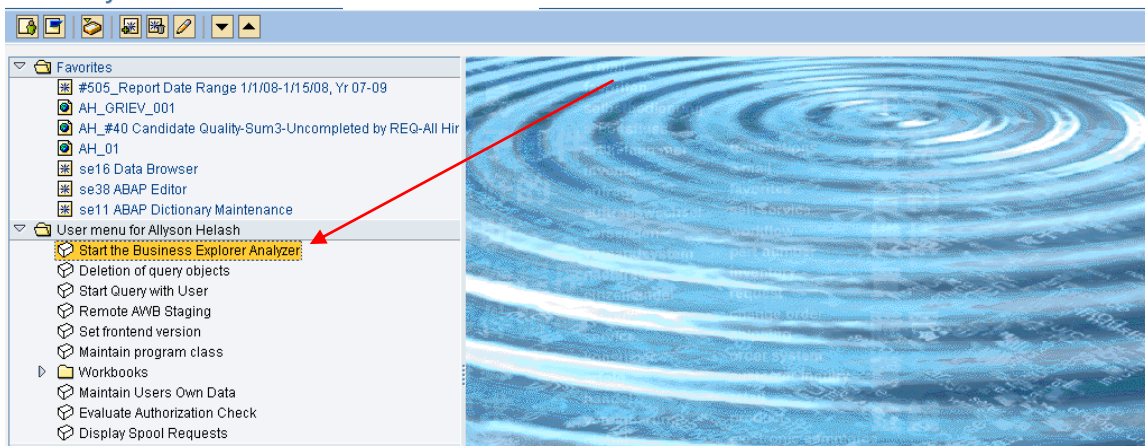 Favorites
#505_Report Date Range 1/1/08-1/15/08, Yr 07-09
AH_GRIEV_001
AH_#40 Candidate Quality-Sum3-Uncompleted by REQ-All Hir
AH_01
se16 Data Browser
se38 ABAP Editor
se11 ABAP Dictionary Maintenance
User menu for Allyson Helash
Start the Business Explorer Analyzer
Deletion of query objects
Start Query with User
Remote AWB Staging
Set frontend version
Maintain program class
Workbooks
Maintain Users Own Data
Evaluate Authorization Check
Display Spool Requests
change order